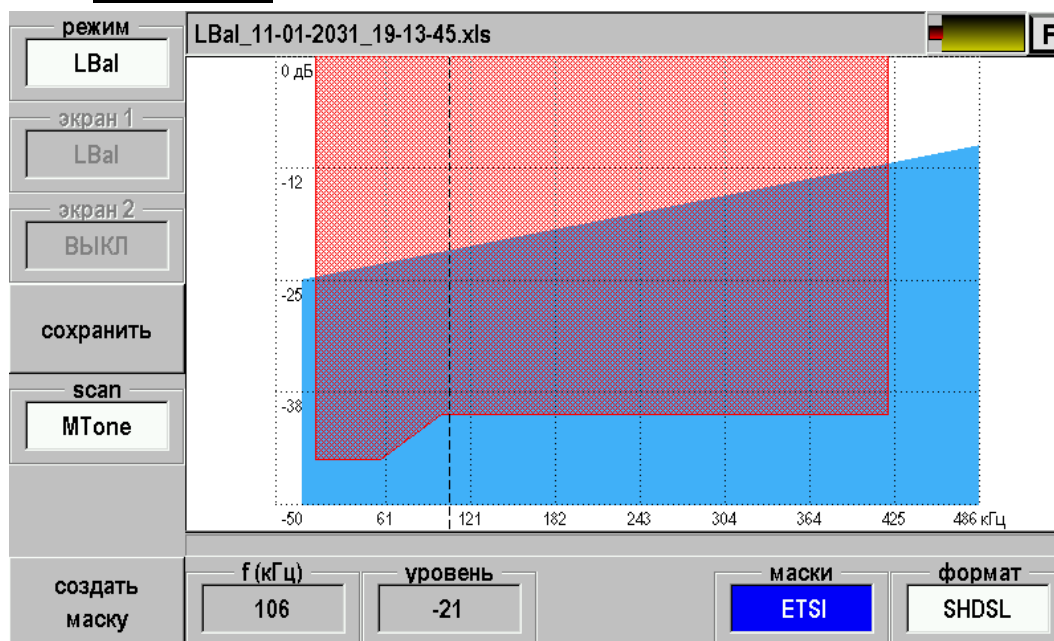 режим
LBal
экран 1
LBal
экран 2
ВЫКЛ
сохранить
scan
MTone
создать
маску
LBal_11-01-2031_19-13-45.xls
F
0 дБ
-12
-25
-38
-50
61
121
182
243
304
364
425
486 кГц
f (кГц)
106
уровень
-21
маски
ETSI
формат
SHDSL